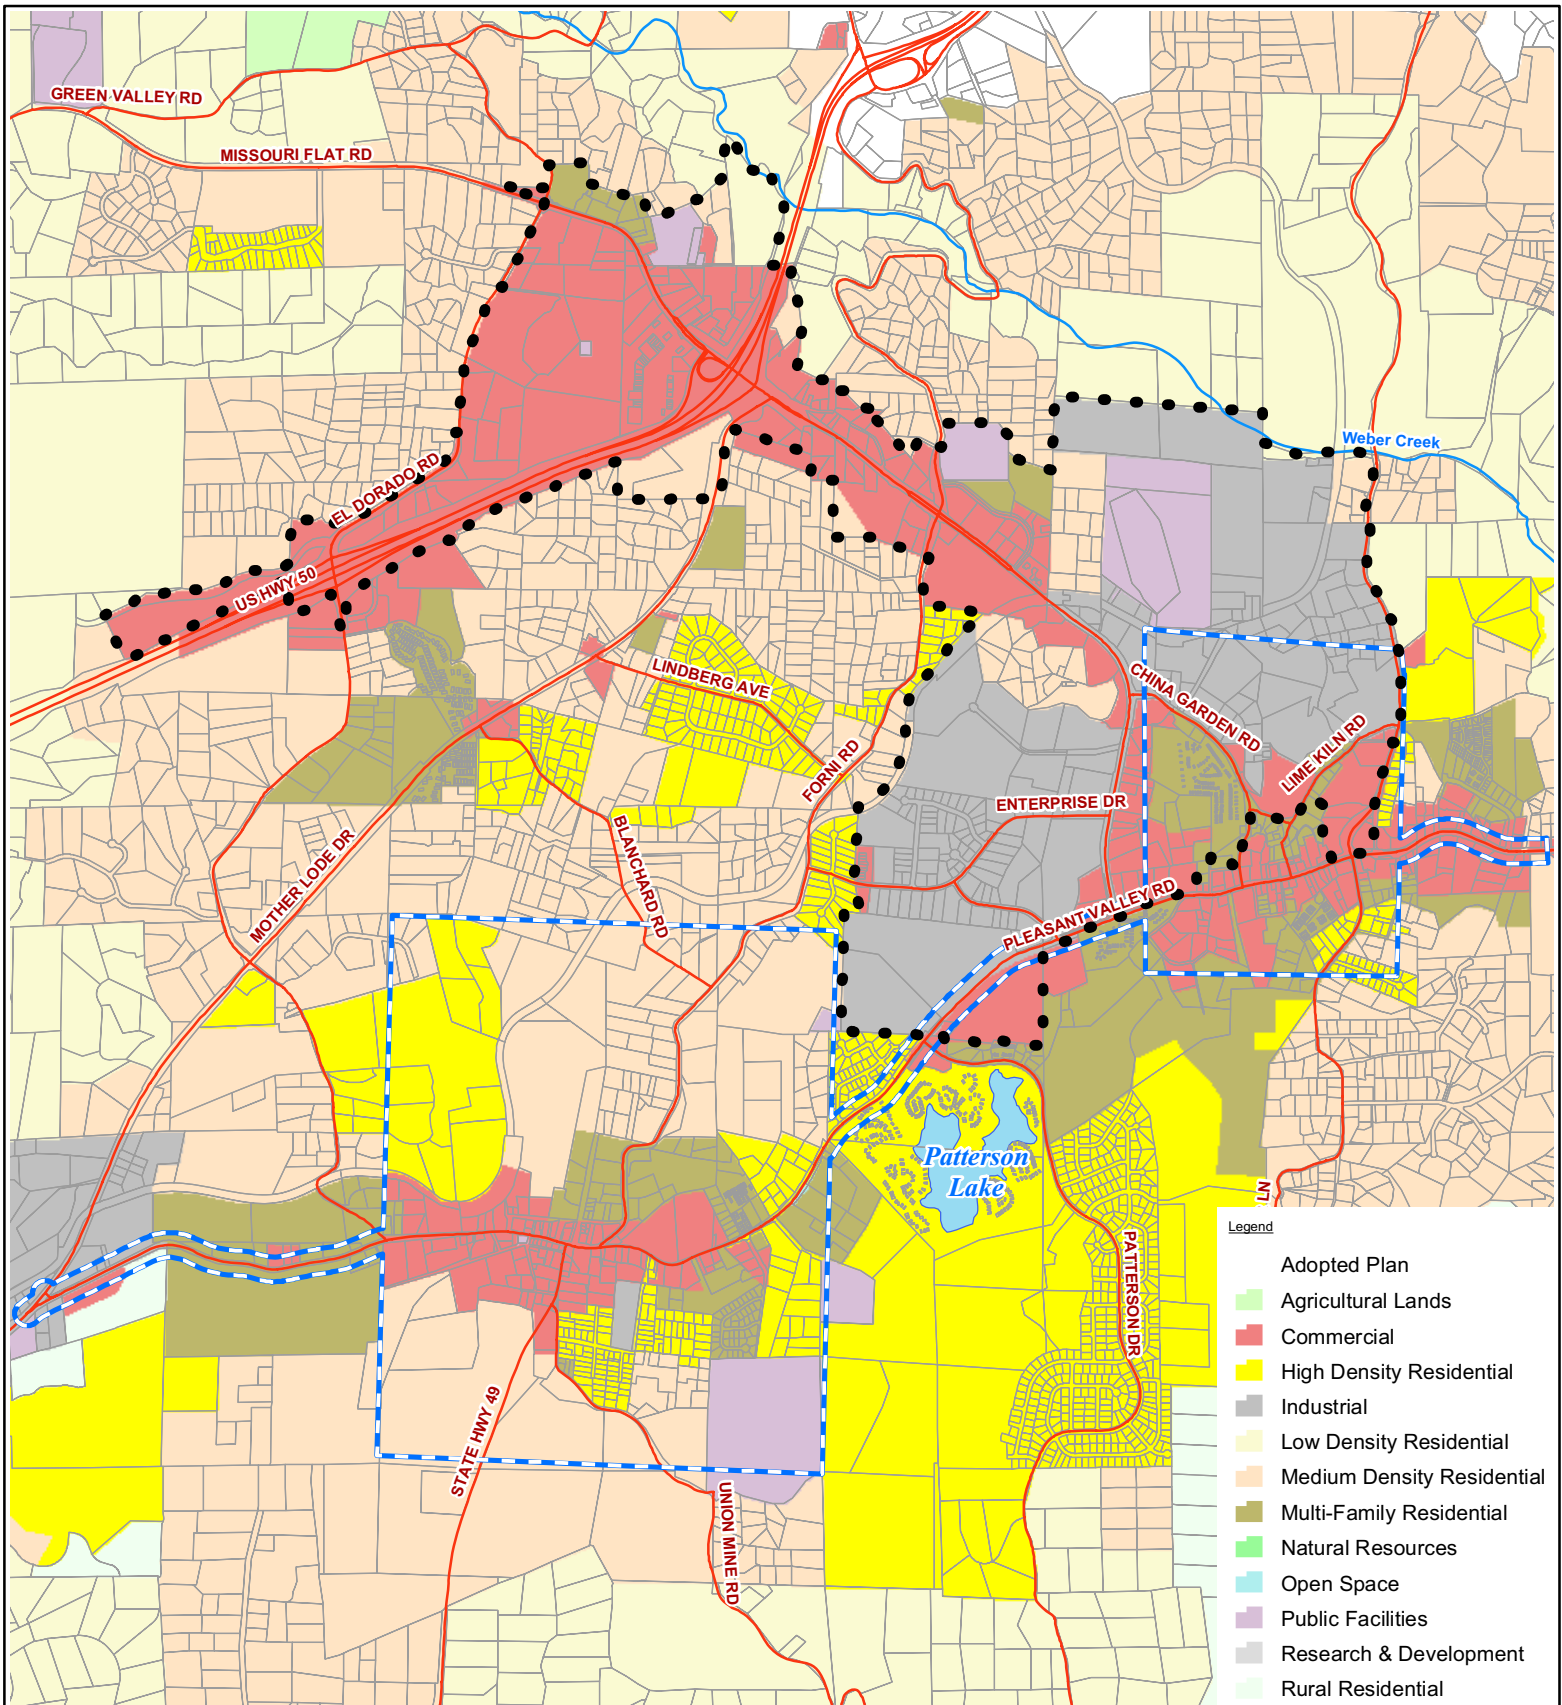 GREEN VALLEY RD
MISSOURI FLAT RD
Weber Creek
EL DORADO RD
US HWY 50
LINDBERG AVE
CHINA GARDEN RD
LIME KILN RD
FORNI RD
ENTERPRISE DR
BLANCHARD RD
MOTHER LODE DR
PLEASANT VALLEY RD
Patterson
Lake
LN
PATTERSON DR
STATE HWY 49
UNION MINE RD
Legend
Adopted Plan
Agricultural Lands
Commercial
High Density Residential
Industrial
Low Density Residential
Medium Density Residential
Multi-Family Residential
Natural Resources
Open Space
Public Facilities
Research & Development
Rural Residential